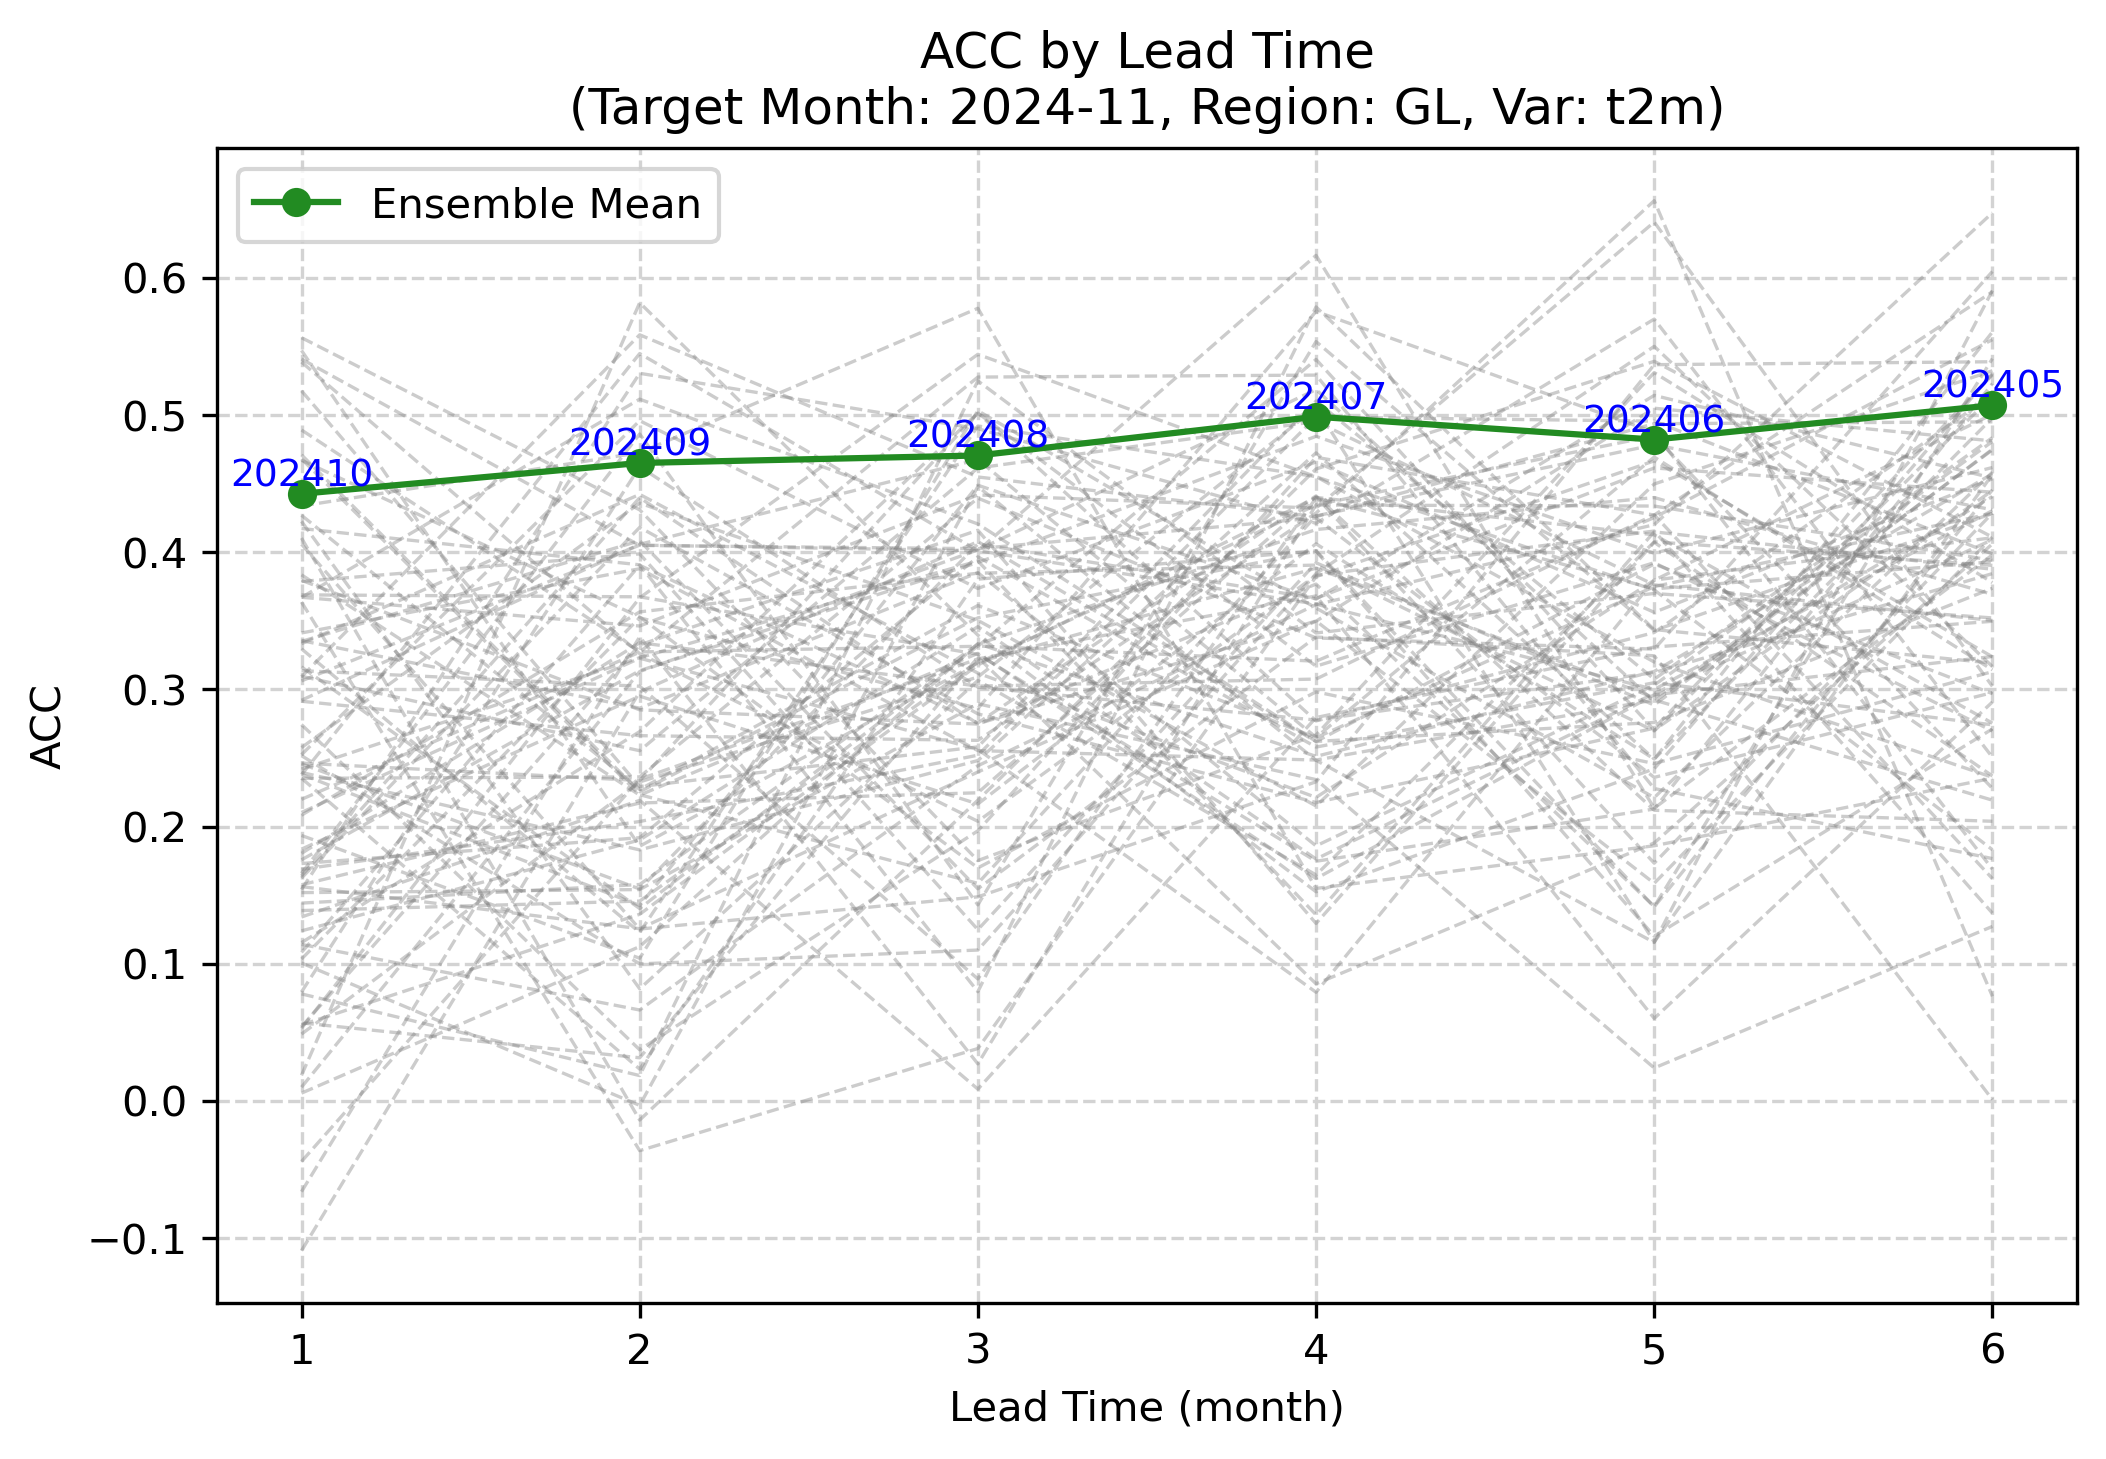 ACC by Lead Time
(Target Month: 2024-11, Region: GL, Var: t2m)
Ensemble Mean
0.6
0.5
0.4
0.3
0.2
0.1
0.0
−0.1
ACC
202410
202409
202408
202407
202406
202405
1 2 3 4 5 6
Lead Time (month)